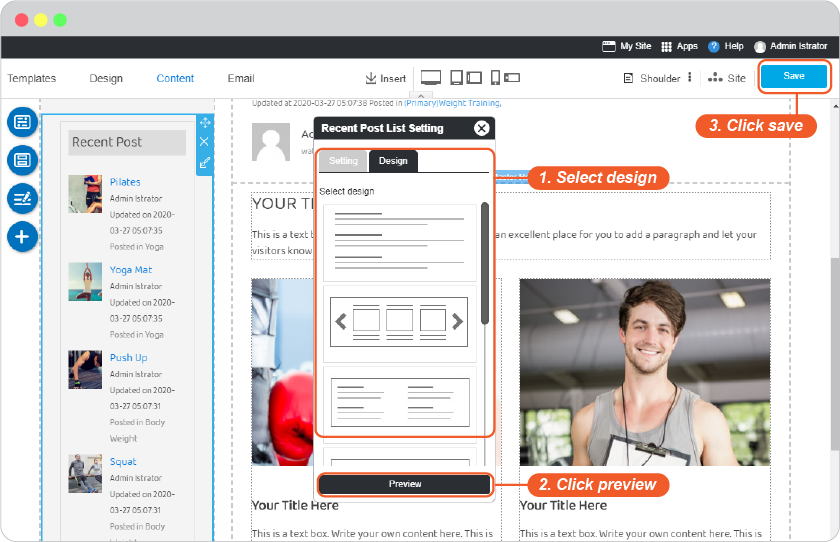 My Site Apps ? Help Admin Istrator
Templates Design Content Email Insert Shoulder Site Save
3. Click save
Updated at 2020-03-27 05:07:38 Posted in (Primary)Weight Training,
Recent Post List Setting
Setting Design
1. Select design
Select design
Recent Post
Pilates
Admin Istrator
Updated on 2020-
03-27 05:07:35
Posted in Yoga
Yoga Mat
Admin Istrator
Updated on 2020-
03-27 05:07:35
Posted in Yoga
Push Up
Admin Istrator
Updated on 2020-
03-27 05:07:31
Posted in Body
Weight
Squat
Admin Istrator
Updated on 2020-
03-27 05:07:31
Posted in Body
YOUR
This is a text an excellent place for you to add a paragraph and let your
visitors know
Preview
2. Click preview
Your Title Here
This is a text box. Write your own content here. This is
Your Title Here
This is a text box. Write your own content here. This is